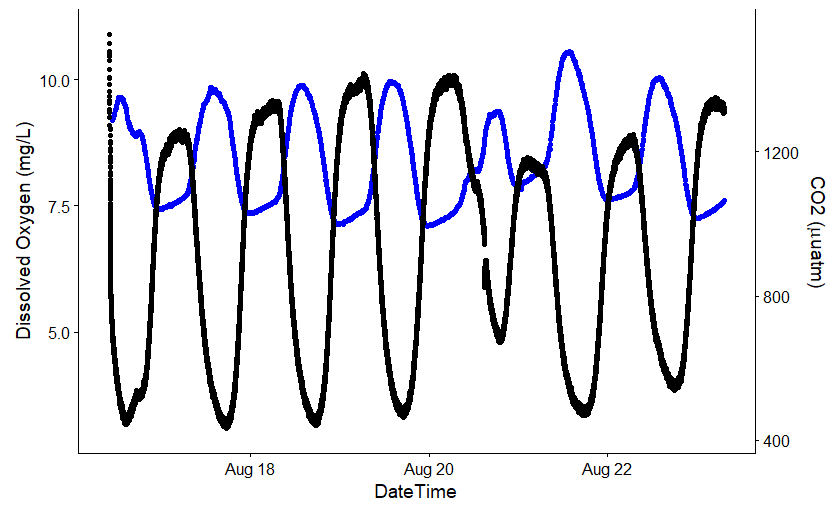 10.0
7.5
5.0
Dissolved Oxygen (mg/L)
1200
800
400
CO2 (μuatm)
Aug 18
Aug 20
Aug 22
DateTime